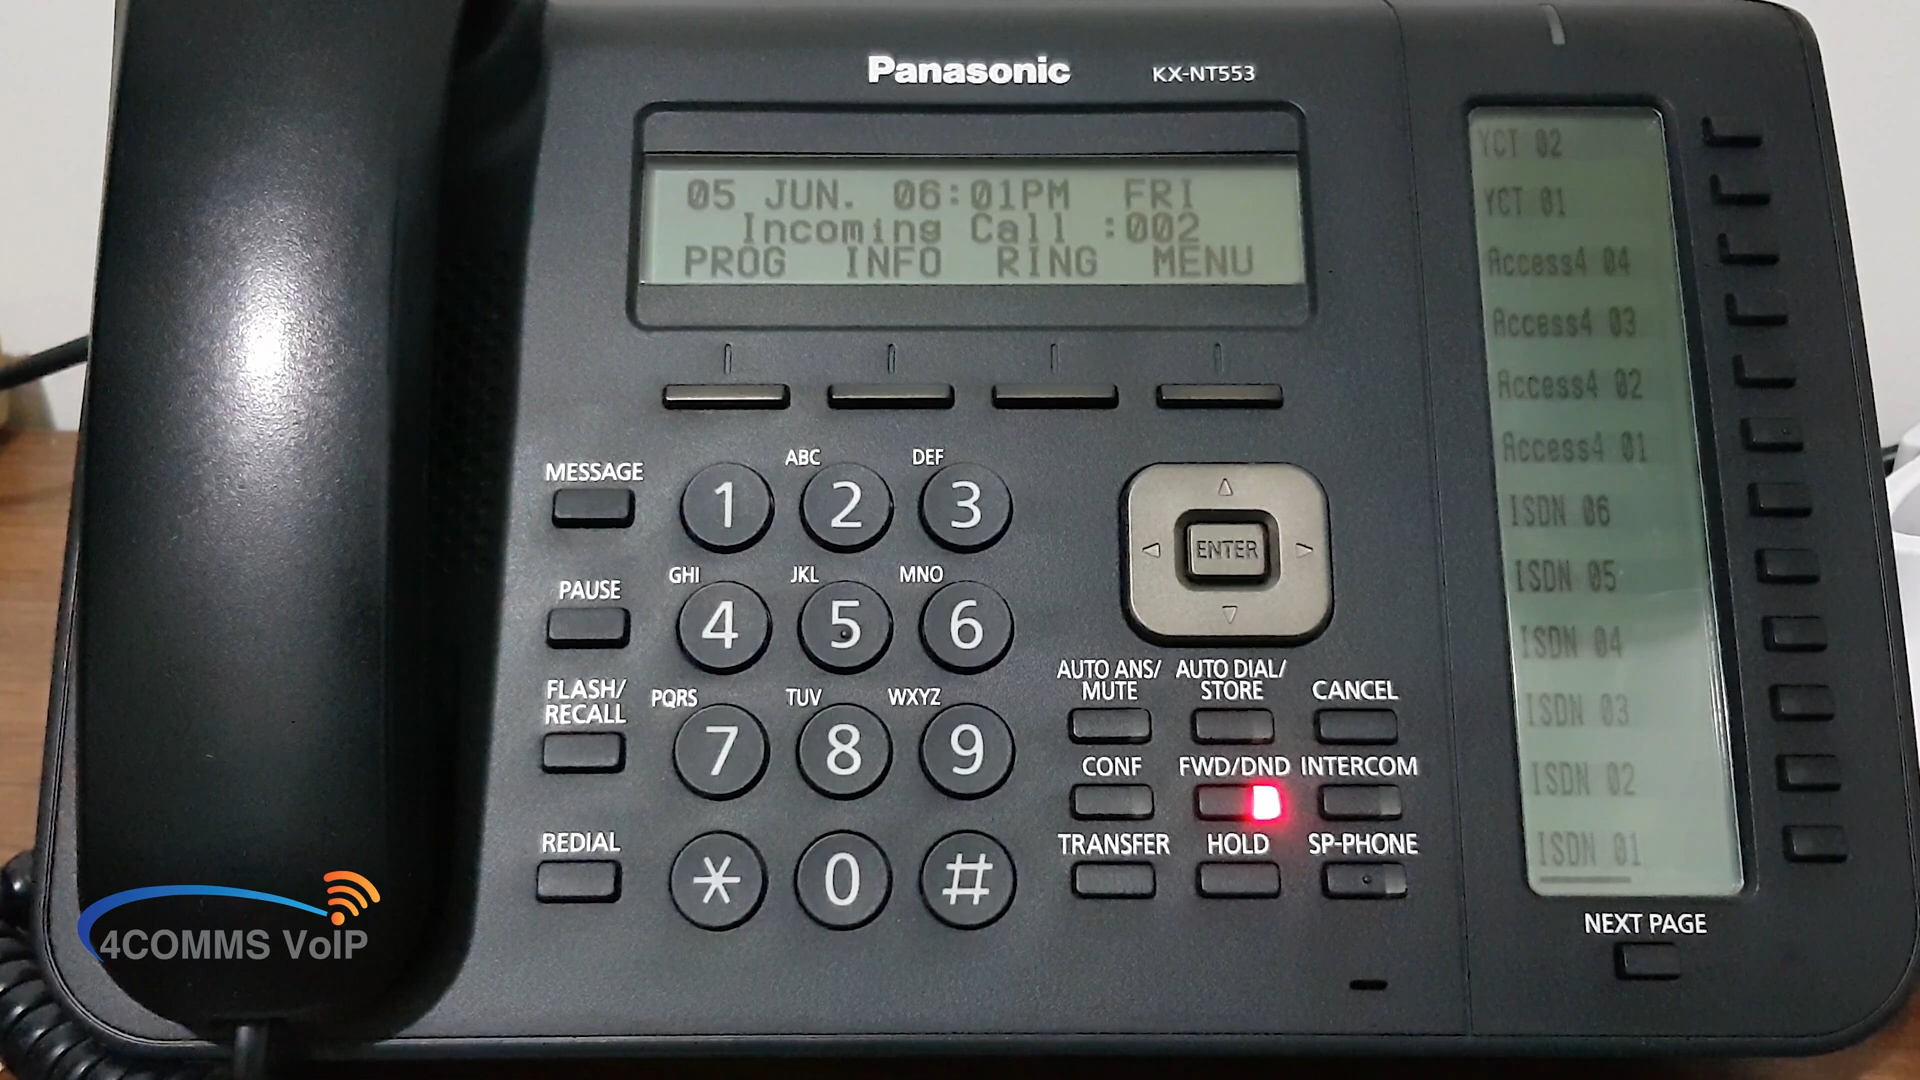 Panasonic KX-NT553
05 JUN. 06:01PM FRI
Incoming Call :002
PROG INFO RING MENU
MESSAGE
PAUSE
FLASH/
RECALL
REDIAL
1
ABC 2
DEF 3
GHI 4
JKL 5
MNO 6
PQRS 7
TUV 8
WXYZ 9
* 0 #
ENTER
AUTO ANS/
MUTE
AUTO DIAL/
STORE
CANCEL
CONF FWD/DND INTERCOM
TRANSFER HOLD SP-PHONE
YCT 02
YCT 01
Access4 04
Access4 03
Access4 02
Access4 01
ISDN 06
ISDN 05
ISDN 04
ISDN 03
ISDN 02
ISDN 01
NEXT PAGE
4COMMS VoIP